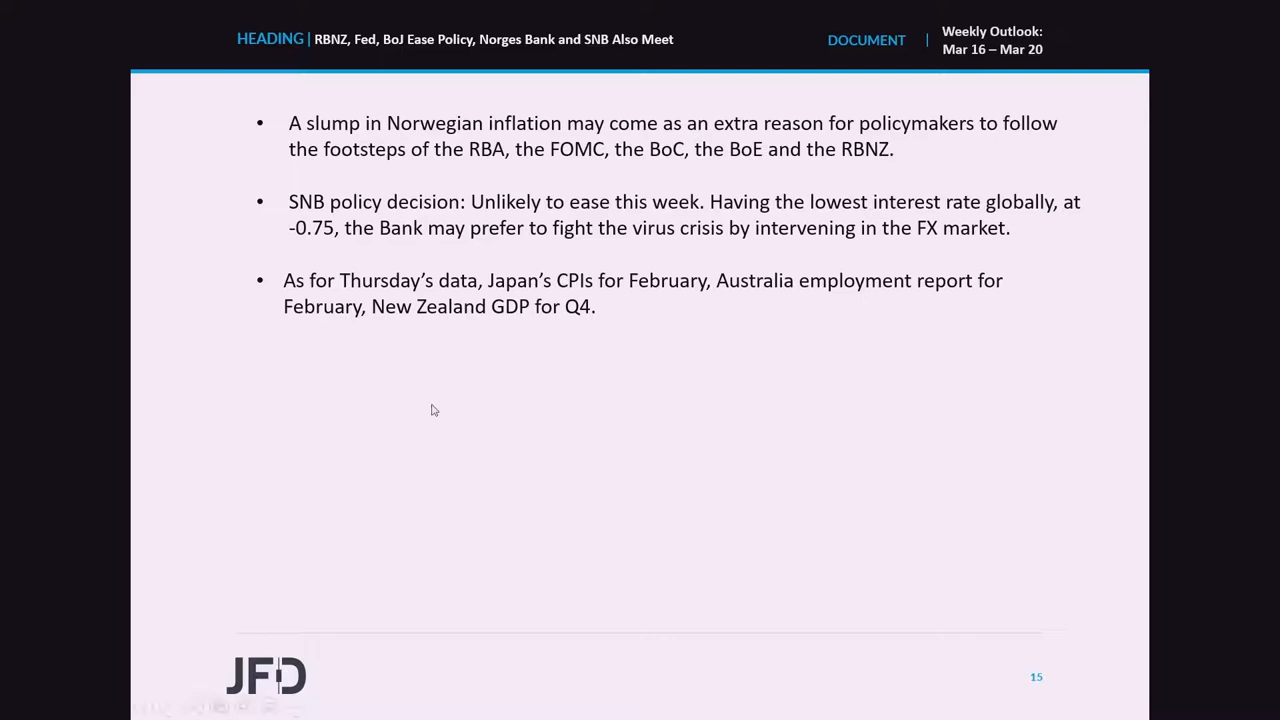 HEADING | RBNZ, Fed, BoJ Ease Policy, Norges Bank and SNB Also Meet
DOCUMENT | Weekly Outlook:
Mar 16 – Mar 20
• A slump in Norwegian inflation may come as an extra reason for policymakers to follow
the footsteps of the RBA, the FOMC, the BoC, the BoE and the RBNZ.
• SNB policy decision: Unlikely to ease this week. Having the lowest interest rate globally, at
-0.75, the Bank may prefer to fight the virus crisis by intervening in the FX market.
• As for Thursday’s data, Japan’s CPIs for February, Australia employment report for
February, New Zealand GDP for Q4.
JFD
15